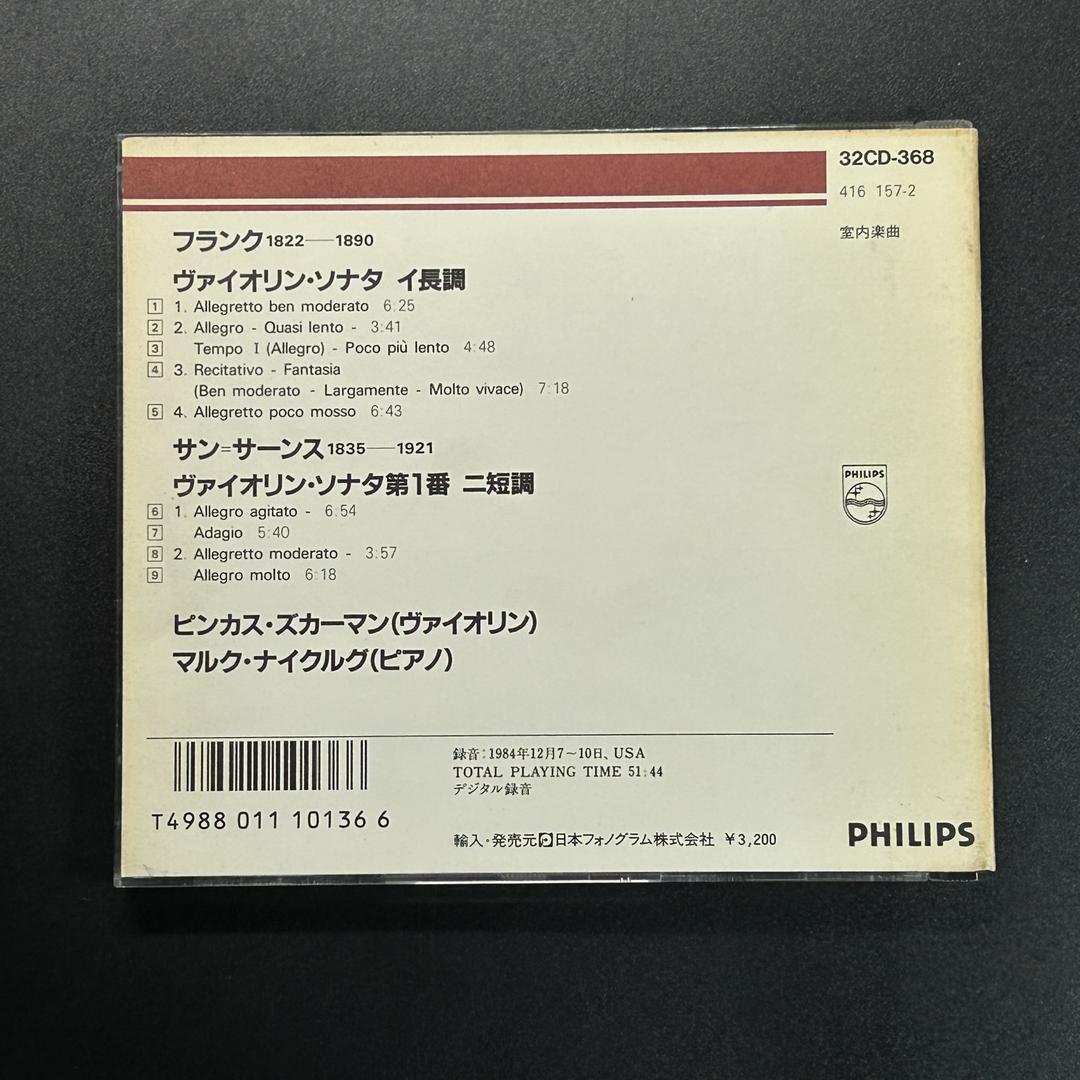 32CD-368
416 157-2
室内楽曲
フランク1822——1890
ヴァイオリン・ソナタ イ長調
1 1. Allegretto ben moderato 6:25
2 2. Allegro - Quasi lento - 3:41
3 Tempo I (Allegro) - Poco più lento 4:48
4 3. Recitativo - Fantasia
(Ben moderato - Largamente - Molto vivace) 7:18
5 4. Allegretto poco mosso 6:43
サン=サーンス1835——1921
ヴァイオリン・ソナタ第1番 ニ短調
6 1. Allegro agitato - 6:54
7 Adagio 5:40
8 2. Allegretto moderato - 3:57
9 Allegro molto 6:18
PHILIPS
ピンカス・ズカーマン(ヴァイオリン)
マルク・ナイクルグ(ピアノ)
録音:1984年12月7~10日、USA
TOTAL PLAYING TIME 51:44
デジタル録音
T4988 011 10136 6
輸入・発売元 日本フォノグラム株式会社 ¥3,200
PHILIPS